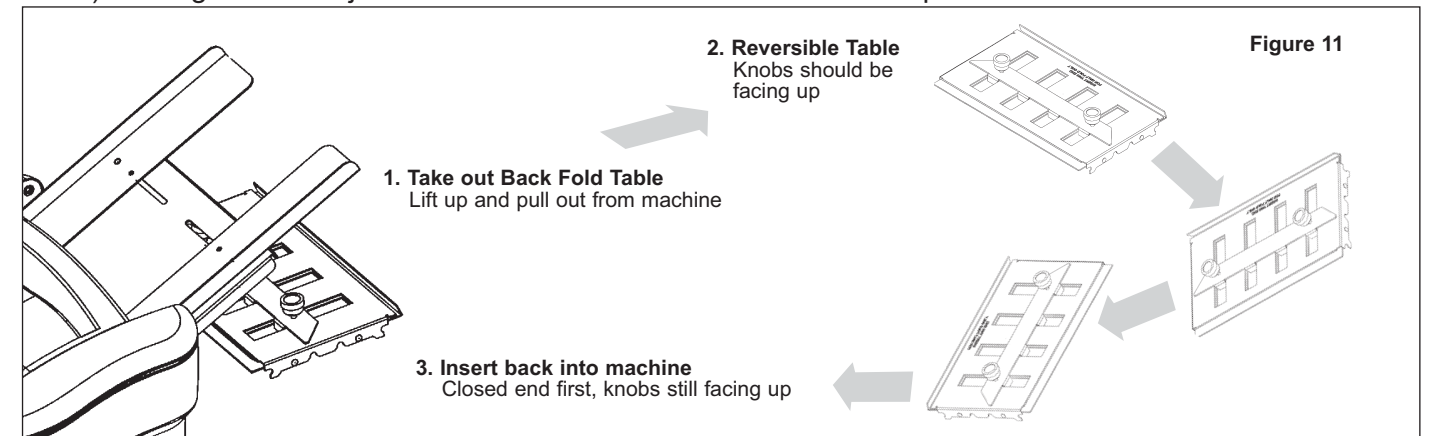 2. Reversible Table
Knobs should be
facing up
Figure 11
1. Take out Back Fold Table
Lift up and pull out from machine
3. Insert back into machine
Closed end first, knobs still facing up